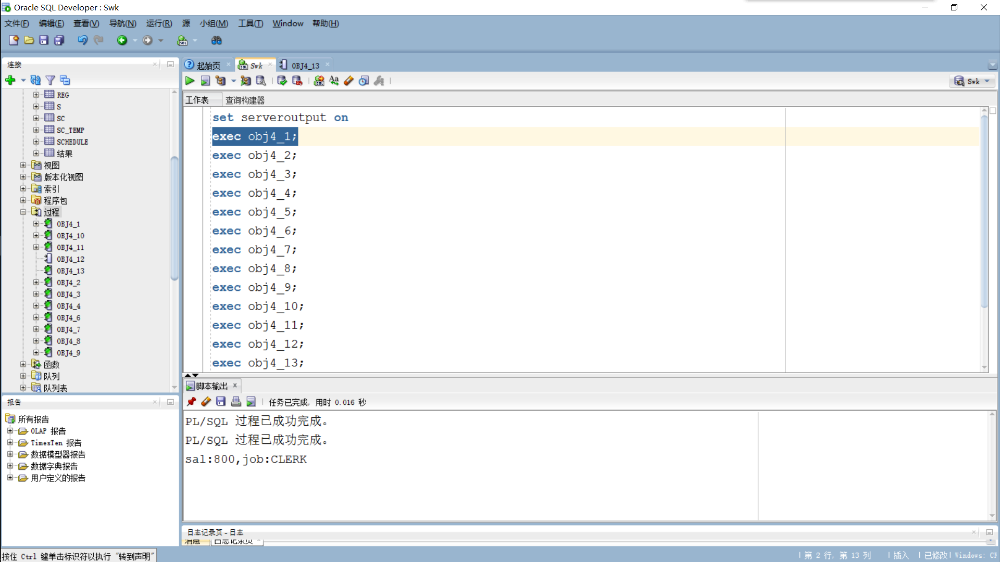 Oracle SQL Developer : Swk
文件(F) 编辑(E) 查看(V) 导航(N) 运行(R) 源 小组(M) 工具(T) Window 帮助(H)
连接
REG
S
SC
SC_TEMP
SCHEDULE
结果
视图
版本化视图
索引
程序包
过程
OBJ4_1
OBJ4_10
OBJ4_11
OBJ4_12
OBJ4_13
OBJ4_2
OBJ4_3
OBJ4_4
OBJ4_6
OBJ4_7
OBJ4_8
OBJ4_9
函数
队列
队列表
报告
所有报告
OLAP 报告
TimesTen 报告
数据模型器报告
数据字典报告
用户定义的报告
起始页 Swk OBJ4_13
Swk
工作表 查询构建器
set serveroutput on
exec obj4_1;
exec obj4_2;
exec obj4_3;
exec obj4_4;
exec obj4_5;
exec obj4_6;
exec obj4_7;
exec obj4_8;
exec obj4_9;
exec obj4_10;
exec obj4_11;
exec obj4_12;
exec obj4_13;
脚本输出
任务已完成, 用时 0.016 秒
PL/SQL 过程已成功完成。
PL/SQL 过程已成功完成。
sal:800,job:CLERK
日志记录页 - 日志
消息 日志记录页
按住 Ctrl 键单击标识符以执行 "转到声明"
第 2 行, 第 13 列 插入 已修改 Windows: CF